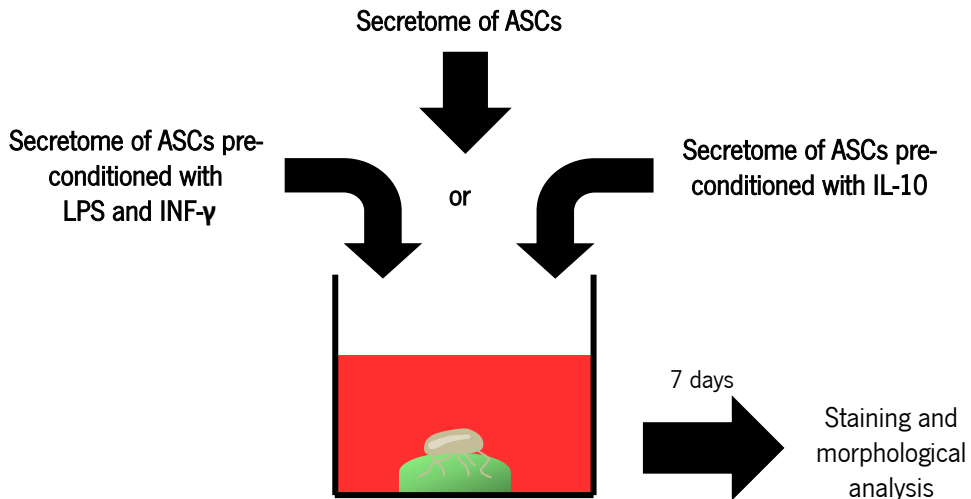 Secretome of ASCs
Secretome of ASCs pre-
conditioned with
LPS and INF-γ
or
Secretome of ASCs pre-
conditioned with IL-10
7 days
Staining and
morphological
analysis